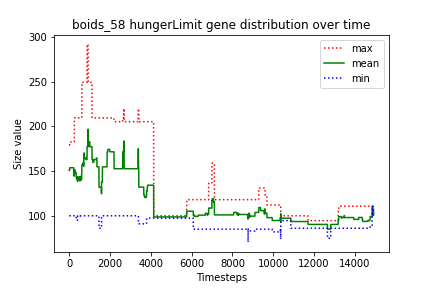 boids_58 hungerLimit gene distribution over time
max
mean
min
Size value
300
250
200
150
100
0 2000 4000 6000 8000 10000 12000 14000
Timesteps